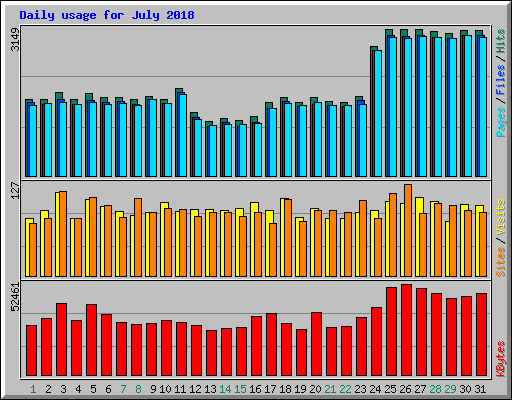 Daily usage for July 2018
3149
127
52461
Pages / Files / Hits
Sites / Visits
KBytes
1 2 3 4 5 6 7 8 9 10 11 12 13 14 15 16 17 18 19 20 21 22 23 24 25 26 27 28 29 30 31